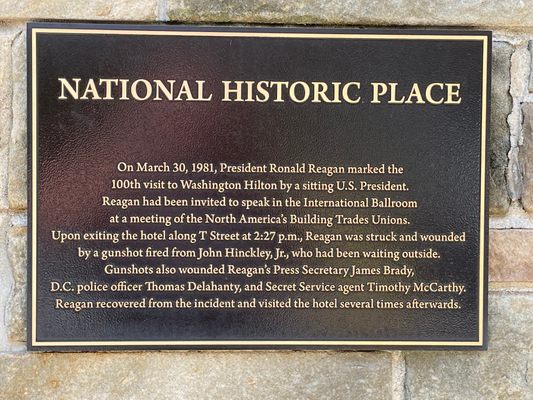 NATIONAL HISTORIC PLACE
On March 30, 1981, President Ronald Reagan marked the
100th visit to Washington Hilton by a sitting U.S. President.
Reagan had been invited to speak in the International Ballroom
at a meeting of the North America's Building Trades Unions.
Upon exiting the hotel along T Street at 2:27 p.m., Reagan was struck and wounded
by a gunshot fired from John Hinckley, Jr., who had been waiting outside.
Gunshots also wounded Reagan's Press Secretary James Brady,
D.C. police officer Thomas Delahanty, and Secret Service agent Timothy McCarthy.
Reagan recovered from the incident and visited the hotel several times afterwards.